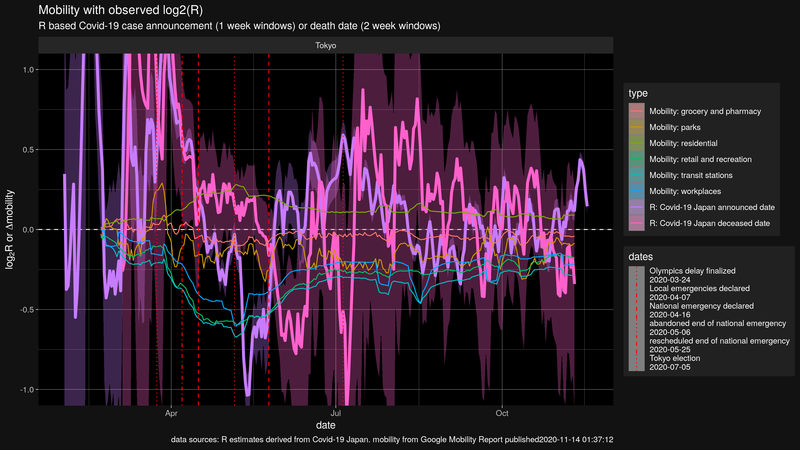 Mobility with observed log2(R)
R based Covid-19 case announcement (1 week windows) or death date (2 week windows)
Tokyo
log₂R or Δmobility
1.0
0.5
0.0
-0.5
-1.0
Apr
Jul
Oct
date
type
Mobility: grocery and pharmacy
Mobility: parks
Mobility: residential
Mobility: retail and recreation
Mobility: transit stations
Mobility: workplaces
R: Covid-19 Japan announced date
R: Covid-19 Japan deceased date
dates
Olympics delay finalized
2020-03-24
Local emergencies declared
2020-04-07
National emergency declared
2020-04-16
abandoned end of national emergency
2020-05-06
rescheduled end of national emergency
2020-05-25
Tokyo election
2020-07-05
data sources: R estimates derived from Covid-19 Japan. mobility from Google Mobility Report published2020-11-14 01:37:12